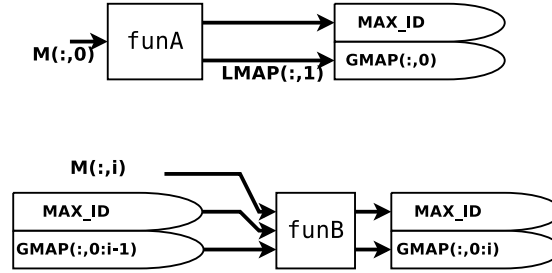 M(:,0)
funA
LMAP(:,1)
MAX_ID
GMAP(:,0)
M(:,i)
MAX_ID
GMAP(:,0:i-1)
funB
MAX_ID
GMAP(:,0:i)